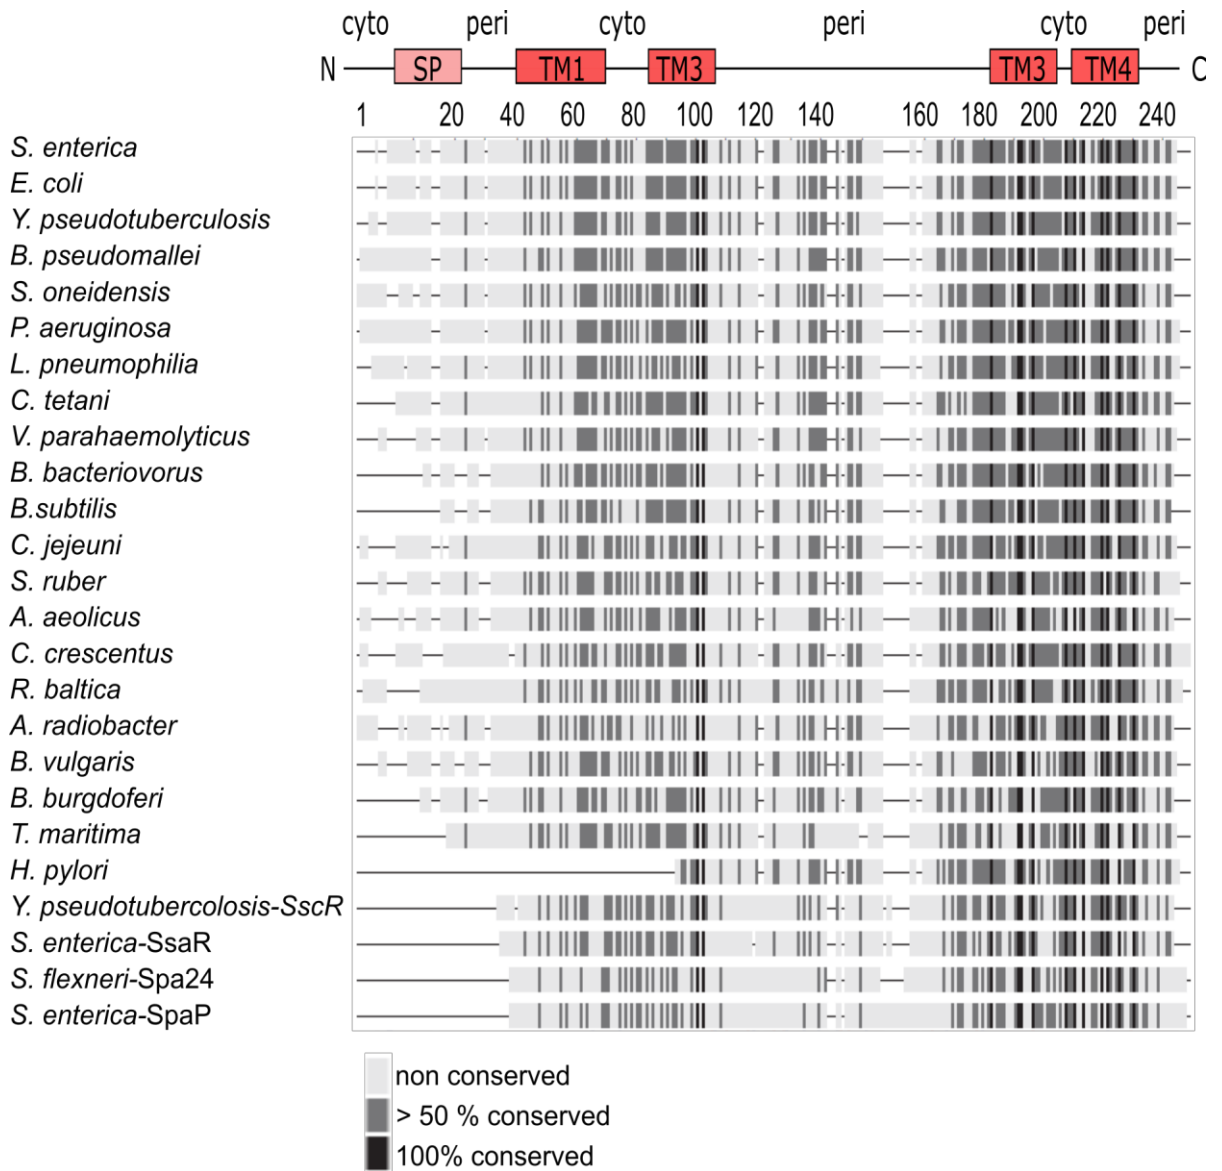 cyto peri cyto peri cyto peri
N SP TM1 TM3 TM3 TM4 C
1 20 40 60 80 100 120 140 160 180 200 220 240
S. enterica
E. coli
Y. pseudotuberculosis
B. pseudomallei
S. oneidensis
P. aeruginosa
L. pneumophilia
C. tetani
V. parahaemolyticus
B. bacteriovorus
B.subtilis
C. jejeuni
S. ruber
A. aeolicus
C. crescentus
R. baltica
A. radiobacter
B. vulgaris
B. burgdoferi
T. maritima
H. pylori
Y. pseudotubercolosis-SscR
S. enterica-SsaR
S. flexneri-Spa24
S. enterica-SpaP
non conserved
> 50 % conserved
100% conserved